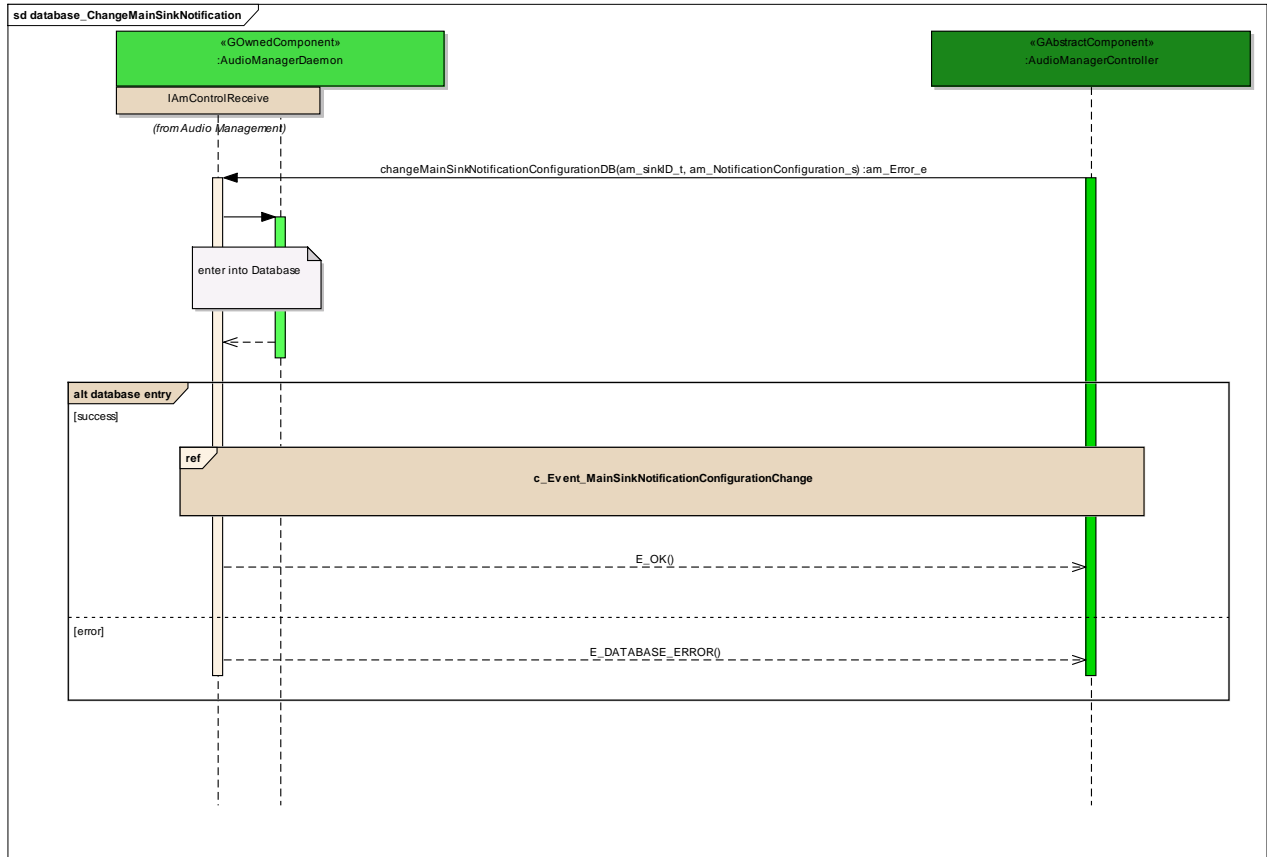 sd database_ChangeMainSinkNotification
«GOwnedComponent»
:AudioManagerDaemon
«GAbstractComponent»
:AudioManagerController
IAmControlReceive
(from Audio Management)
changeMainSinkNotificationConfigurationDB(am_sinkID_t, am_NotificationConfiguration_s) :am_Error_e
enter into Database
alt database entry
[success]
ref
c_Event_MainSinkNotificationConfigurationChange
E_OK()
[error]
E_DATABASE_ERROR()